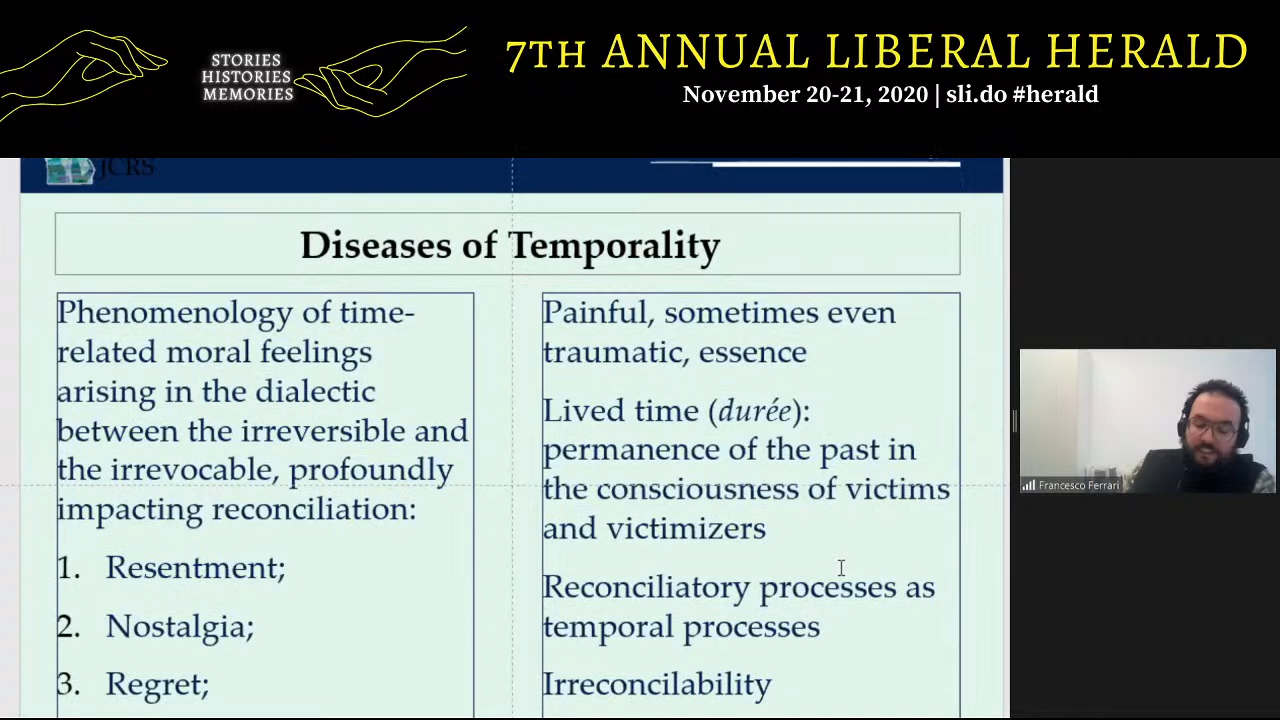 STORIES
HISTORIES
MEMORIES
7TH ANNUAL LIBERAL HERALD
November 20-21, 2020 | sli.do #herald
JCRS
Diseases of Temporality
Phenomenology of time-
related moral feelings
arising in the dialectic
between the irreversible and
the irrevocable, profoundly
impacting reconciliation:
1. Resentment;
2. Nostalgia;
3. Regret;
Painful, sometimes even
traumatic, essence
Lived time (durée):
permanence of the past in
the consciousness of victims
and victimizers
Reconciliatory processes as
temporal processes
Irreconcilability
Francesco Ferrari